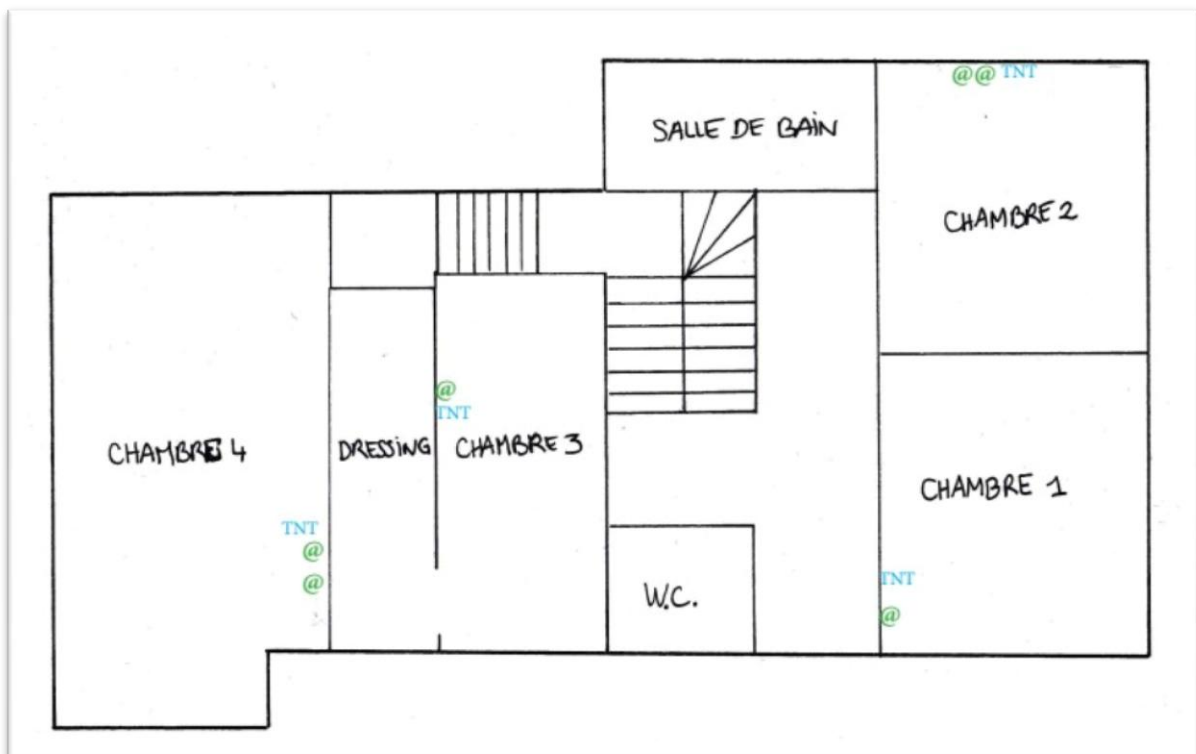 @@ TNT
SALLE DE BAIN
CHAMBRE 2
@
TNT
CHAMBRE 4
DRESSING
CHAMBRE 3
CHAMBRE 1
TNT
@
@
TNT
@
W.C.